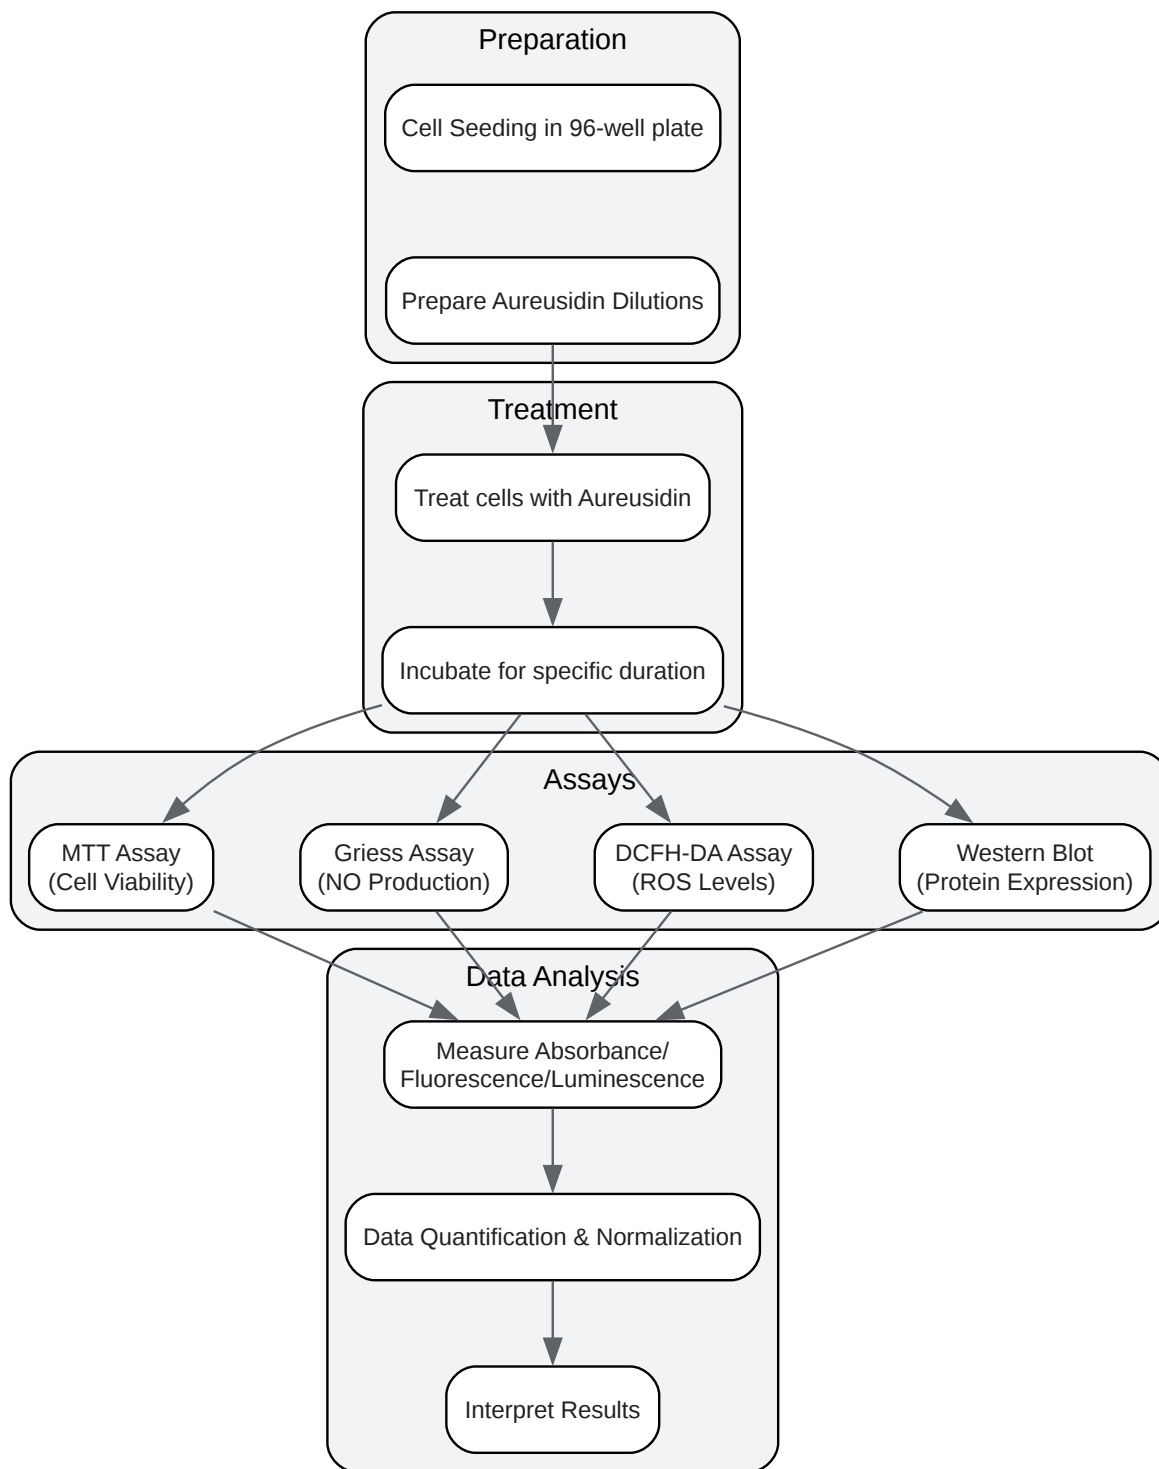 Preparation
Cell Seeding in 96-well plate
Prepare Aureusidin Dilutions
Treatment
Treat cells with Aureusidin
Incubate for specific duration
Assays
MTT Assay
(Cell Viability)
Griess Assay
(NO Production)
DCFH-DA Assay
(ROS Levels)
Western Blot
(Protein Expression)
Data Analysis
Measure Absorbance/
Fluorescence/Luminescence
Data Quantification & Normalization
Interpret Results